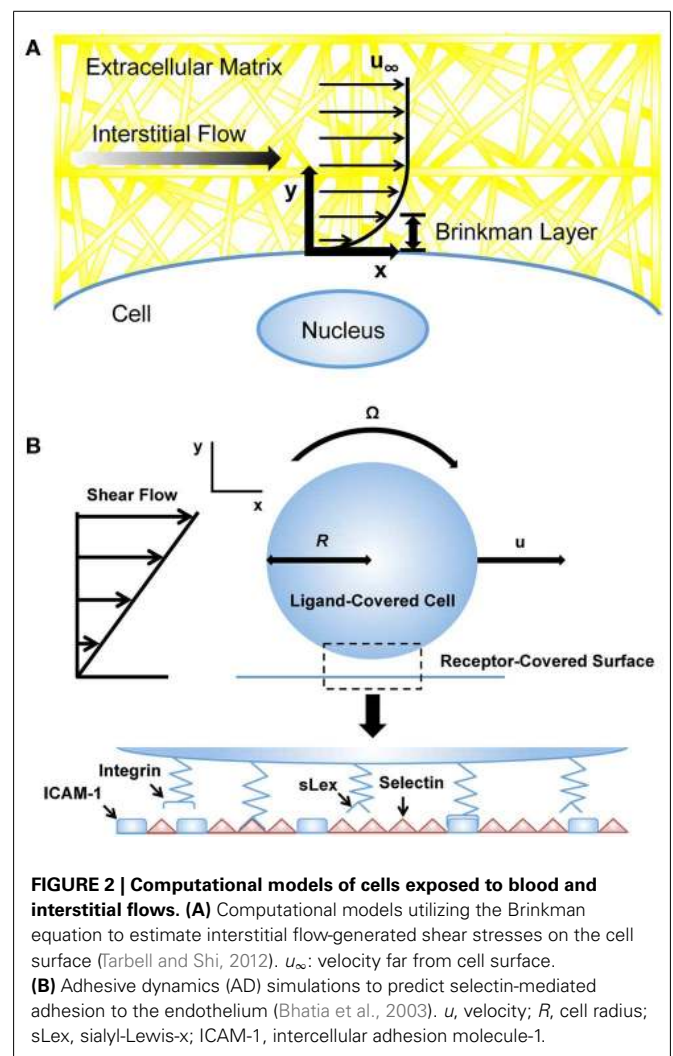 A
Extracellular Matrix
u∞
Interstitial Flow
y
Brinkman Layer
x
Cell
Nucleus
B
Ω
y
x
Shear Flow
R
u
Ligand-Covered Cell
Receptor-Covered Surface
Integrin
ICAM-1
sLex
Selectin
FIGURE 2 | Computational models of cells exposed to blood and
interstitial flows. (A) Computational models utilizing the Brinkman
equation to estimate interstitial flow-generated shear stresses on the cell
surface (Tarbell and Shi, 2012). u∞: velocity far from cell surface.
(B) Adhesive dynamics (AD) simulations to predict selectin-mediated
adhesion to the endothelium (Bhatia et al., 2003). u, velocity; R, cell radius;
sLex, sialyl-Lewis-x; ICAM-1, intercellular adhesion molecule-1.